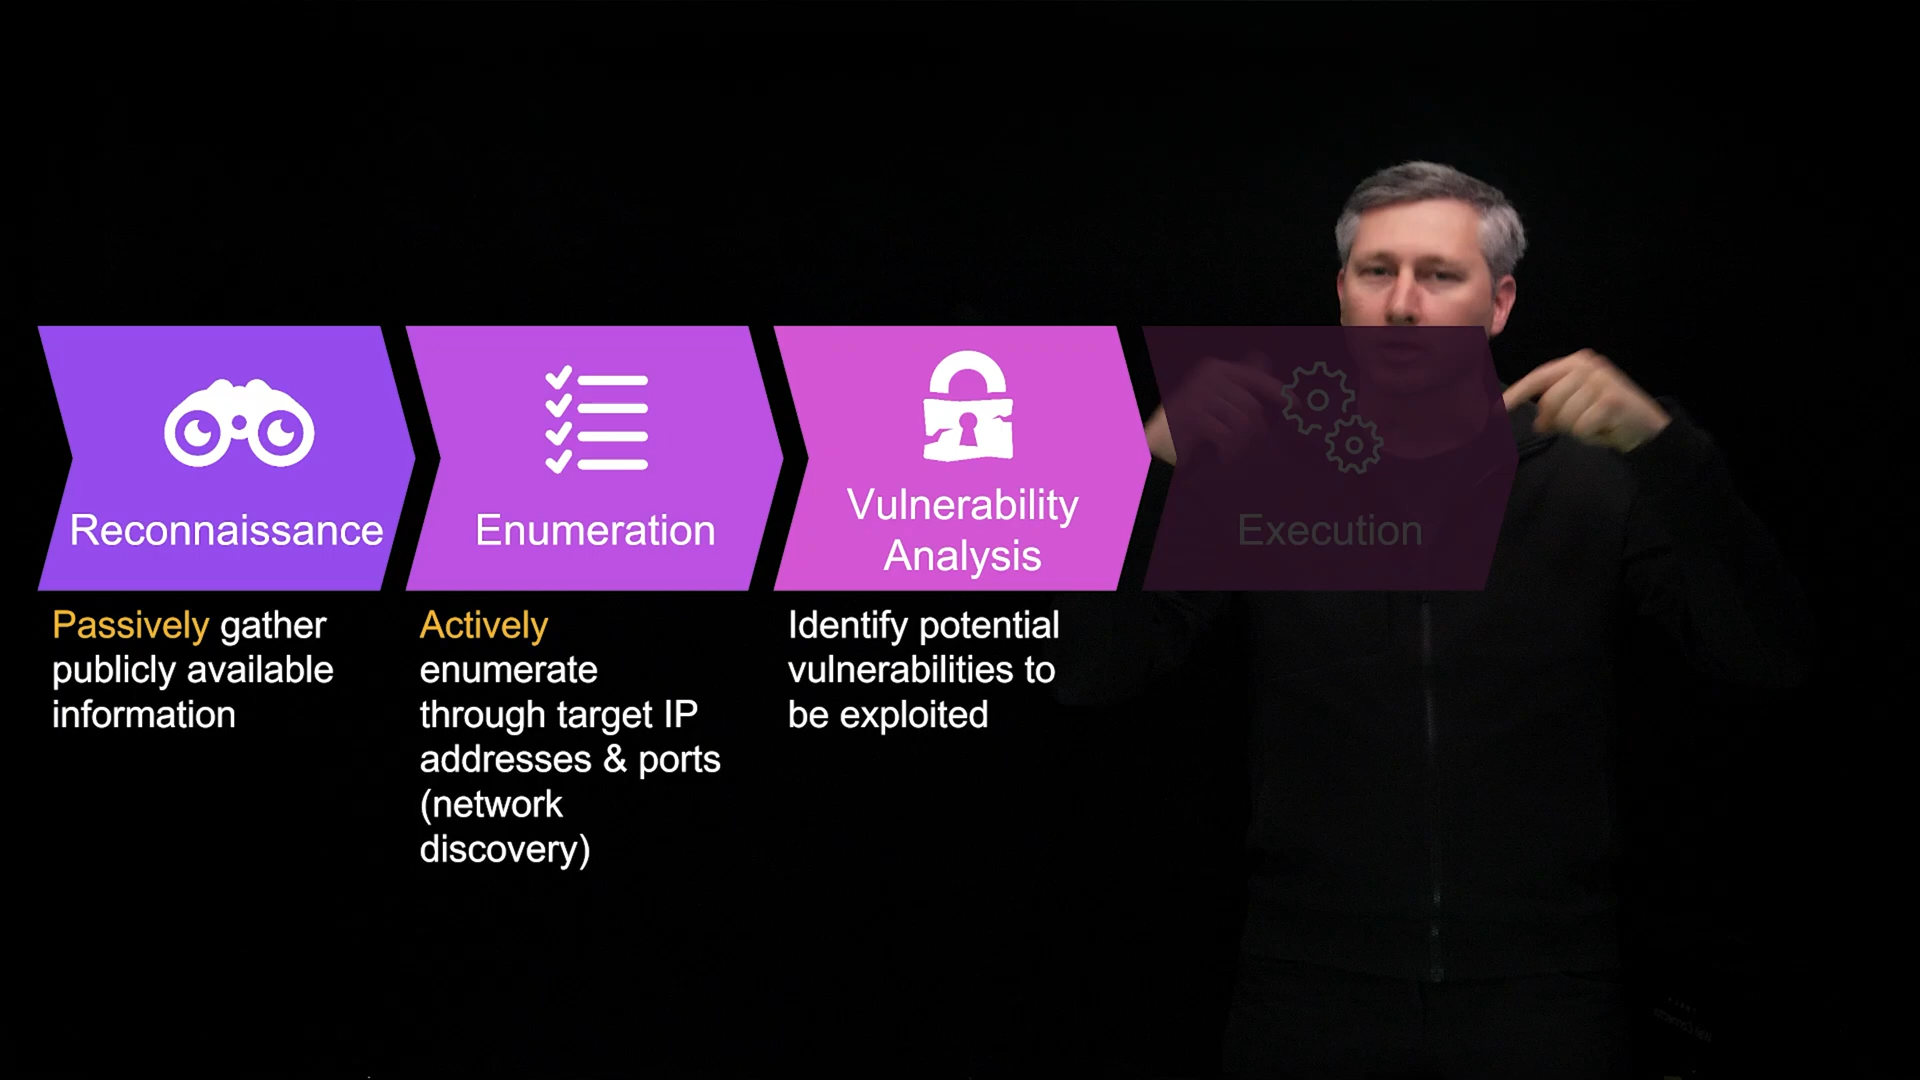 Reconnaissance
Passively gather
publicly available
information
Enumeration
Actively
enumerate
through target IP
addresses & ports
(network
discovery)
Vulnerability
Analysis
Identify potential
vulnerabilities to
be exploited
Execution